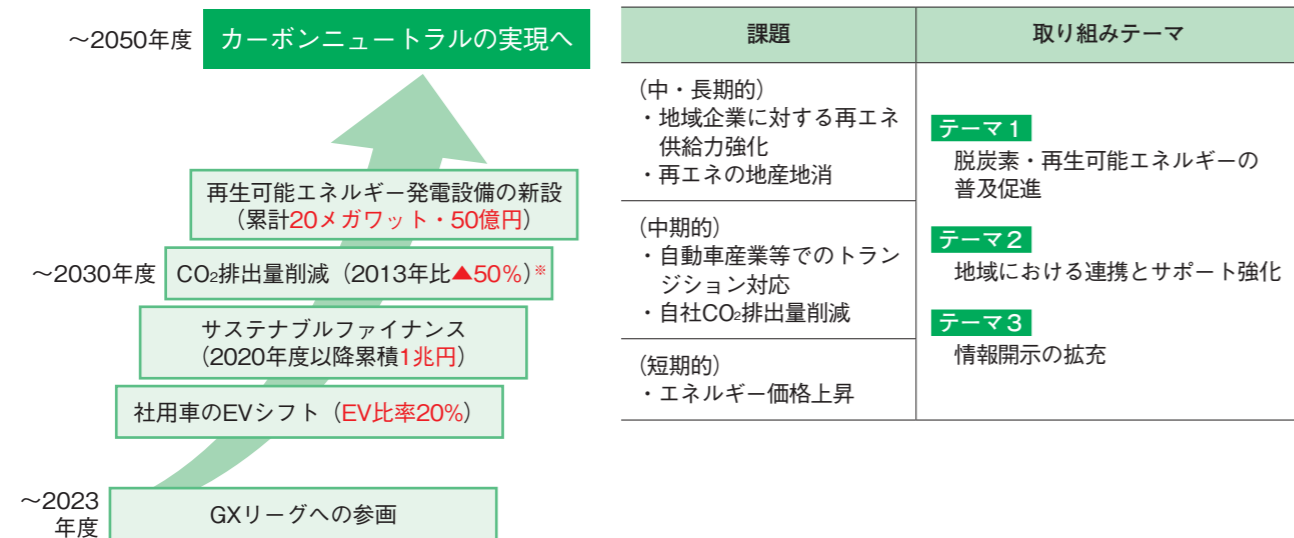 ～2050年度
カーボンニュートラルの実現へ
再生可能エネルギー発電設備の新設
（累計20メガワット・50億円）
～2030年度
CO₂排出量削減（2013年比▲50%）※
サステナブルファイナンス
（2020年度以降累積1兆円）
社用車のEVシフト（EV比率20%）
～2023
年度
GXリーグへの参画
課題
取り組みテーマ
（中・長期的）
・地域企業に対する再エネ
供給力強化
・再エネの地産地消
（中期的）
・自動車産業等でのトラン
ジション対応
・自社CO₂排出量削減
（短期的）
・エネルギー価格上昇
テーマ1
脱炭素・再生可能エネルギーの
普及促進
テーマ2
地域における連携とサポート強化
テーマ3
情報開示の拡充